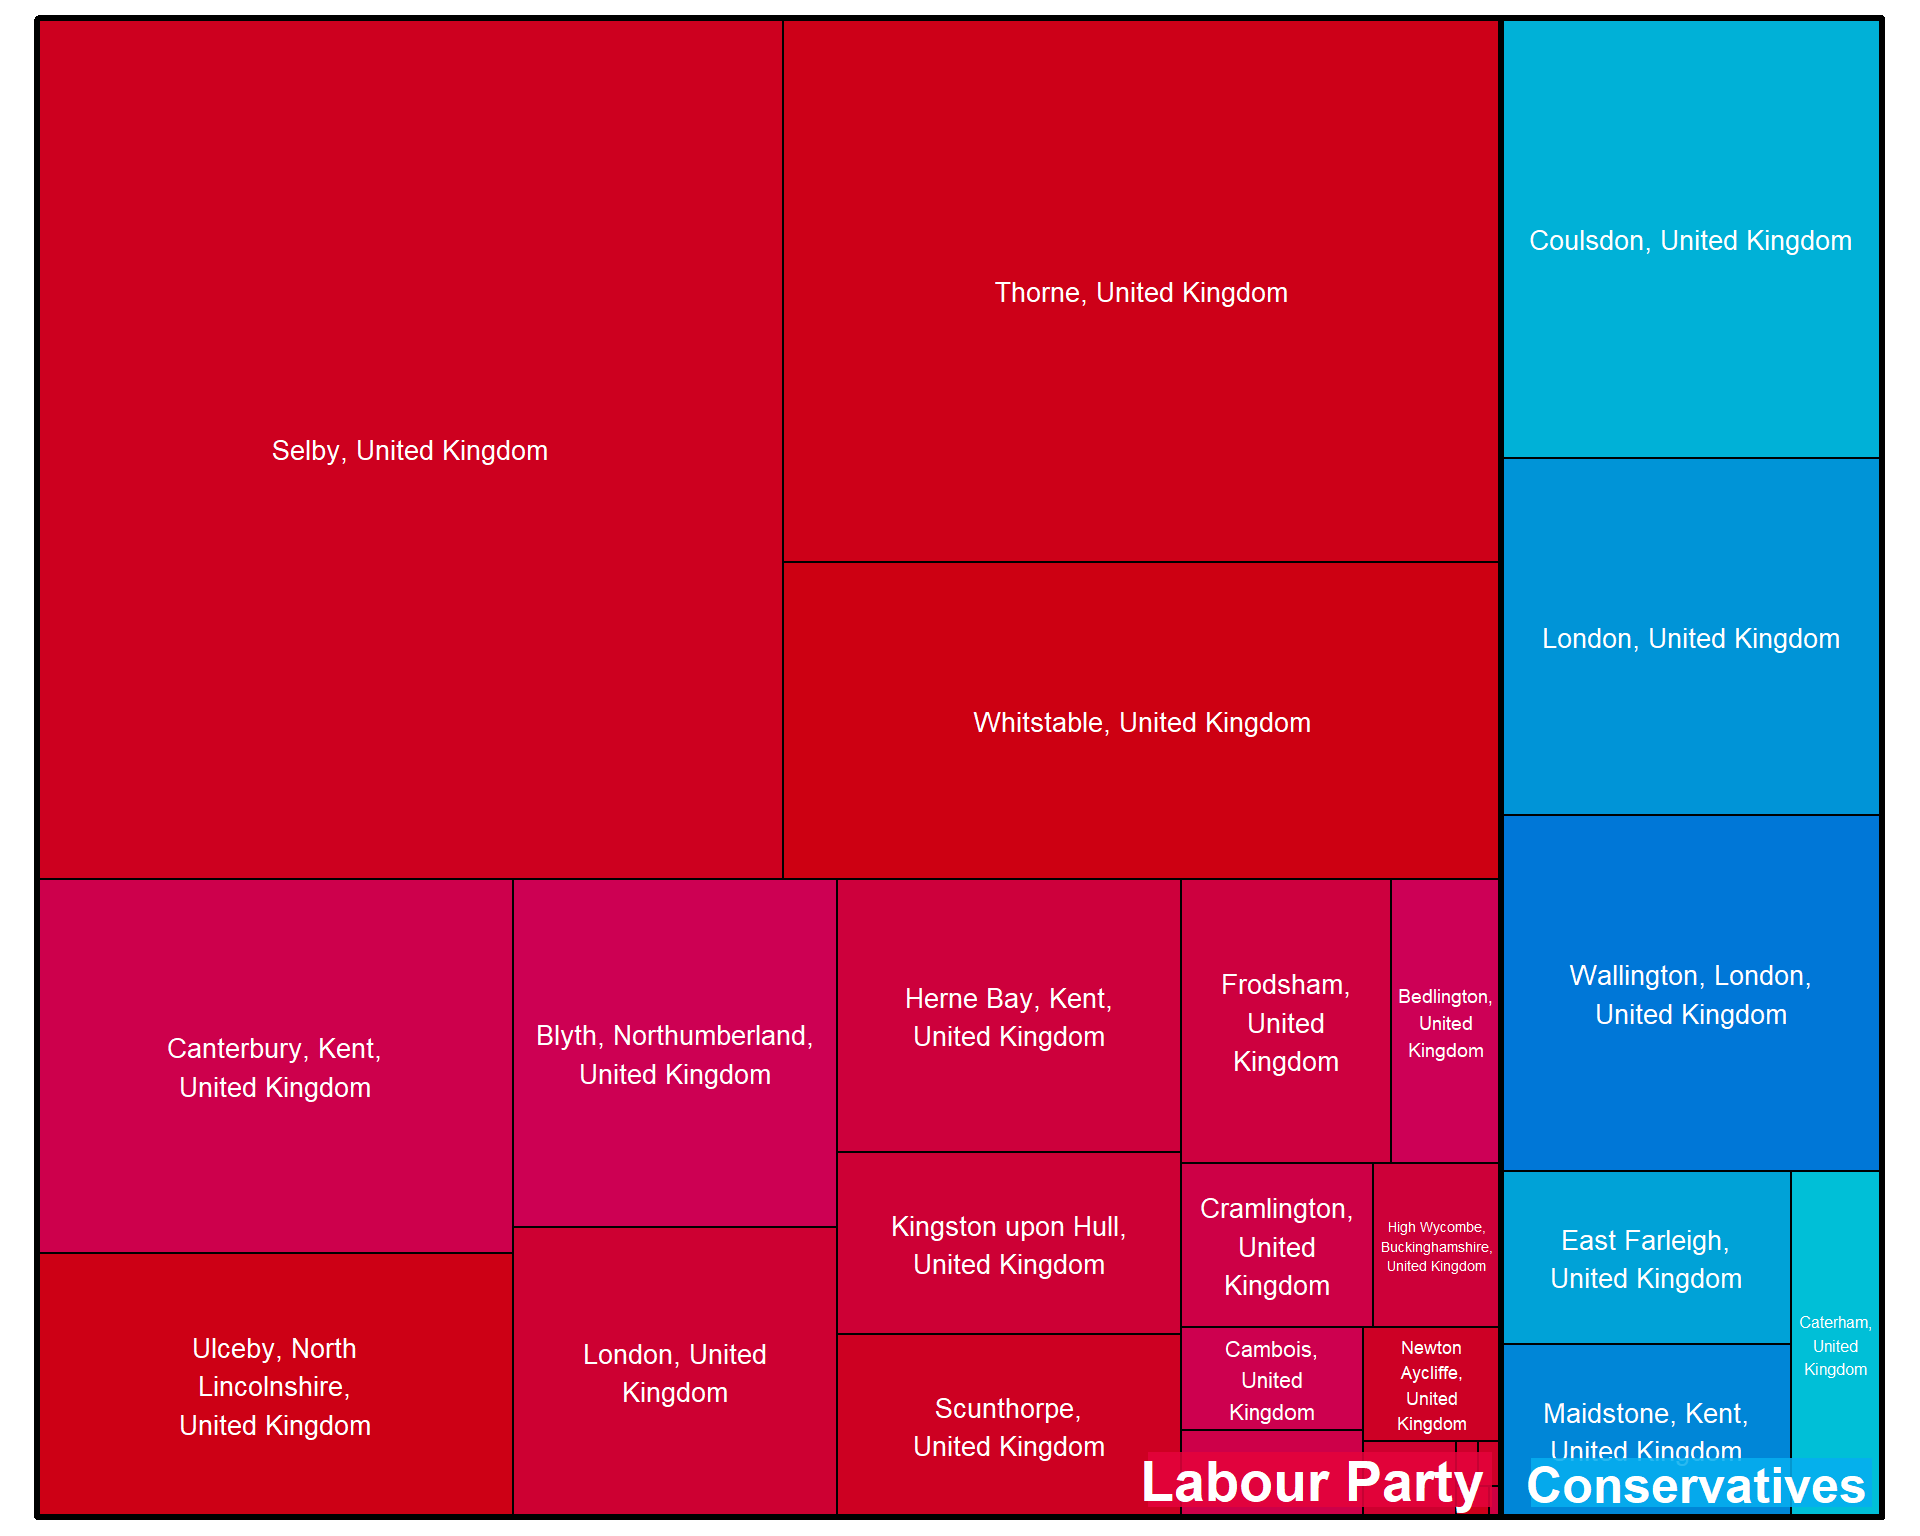 Selby, United Kingdom
Thorne, United Kingdom
Whitstable, United Kingdom
Canterbury, Kent,
United Kingdom
Ulceby, North
Lincolnshire,
United Kingdom
Blyth, Northumberland,
United Kingdom
London, United
Kingdom
Herne Bay, Kent,
United Kingdom
Kingston upon Hull,
United Kingdom
Scunthorpe,
United Kingdom
Frodsham,
United
Kingdom
Bedlington,
United
Kingdom
Cramlington,
United
Kingdom
High Wycombe,
Buckinghamshire,
United Kingdom
Cambois,
United
Kingdom
Newton
Aycliffe,
United
Kingdom
Labour Party
Coulsdon, United Kingdom
London, United Kingdom
Wallington, London,
United Kingdom
East Farleigh,
United Kingdom
Maidstone, Kent,
United Kingdom
Caterham,
United
Kingdom
Conservatives